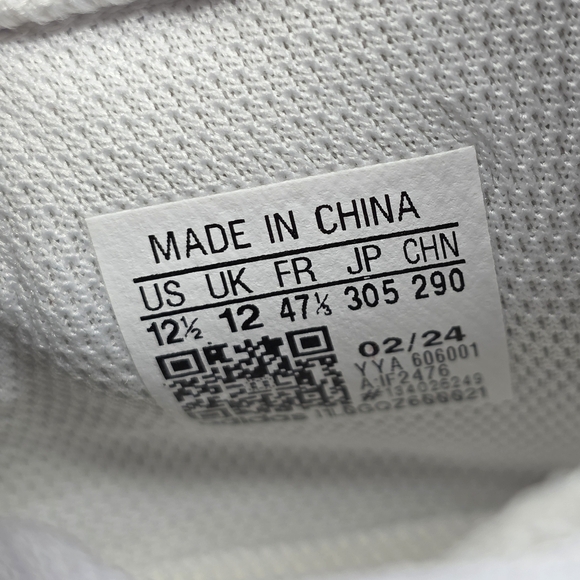 MADE IN CHINA
US UK FR JP CHN
12½ 12 47⅓ 305 290
02/24
YYA 606001
A:IF2476